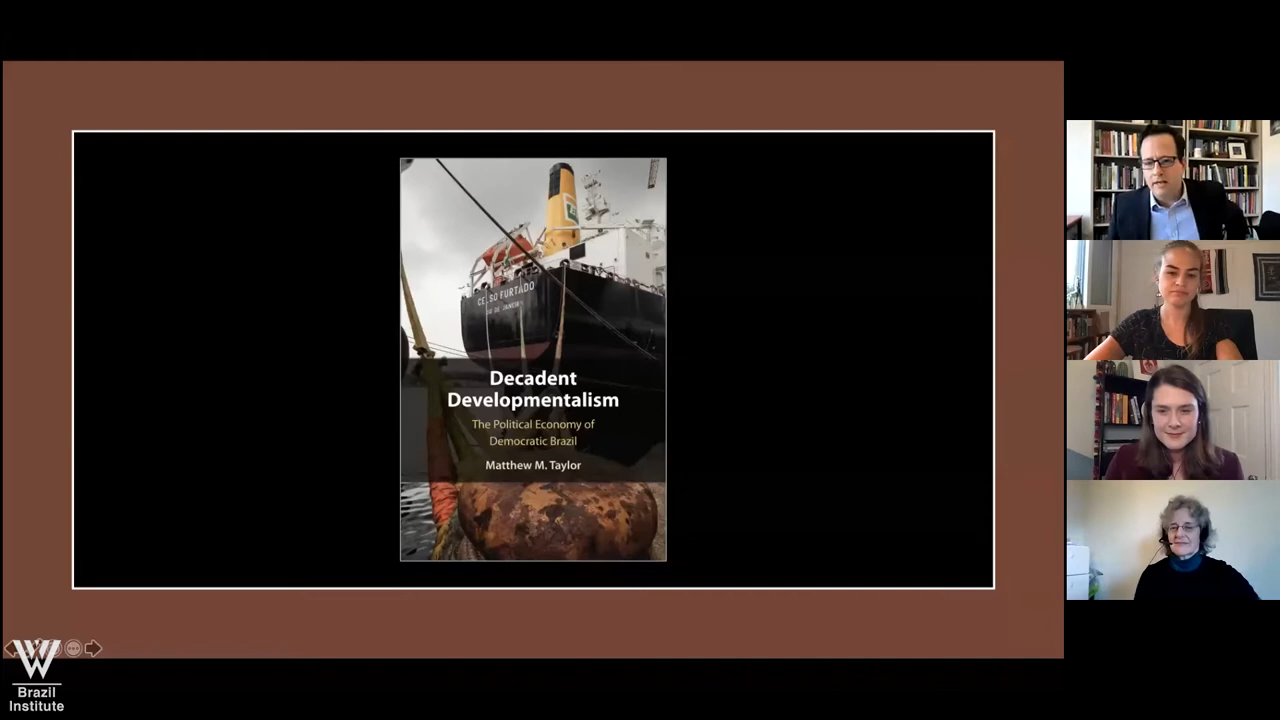 CELSO FURTADO
Decadent
Developmentalism
The Political Economy of
Democratic Brazil
Matthew M. Taylor
W
Brazil
Institute